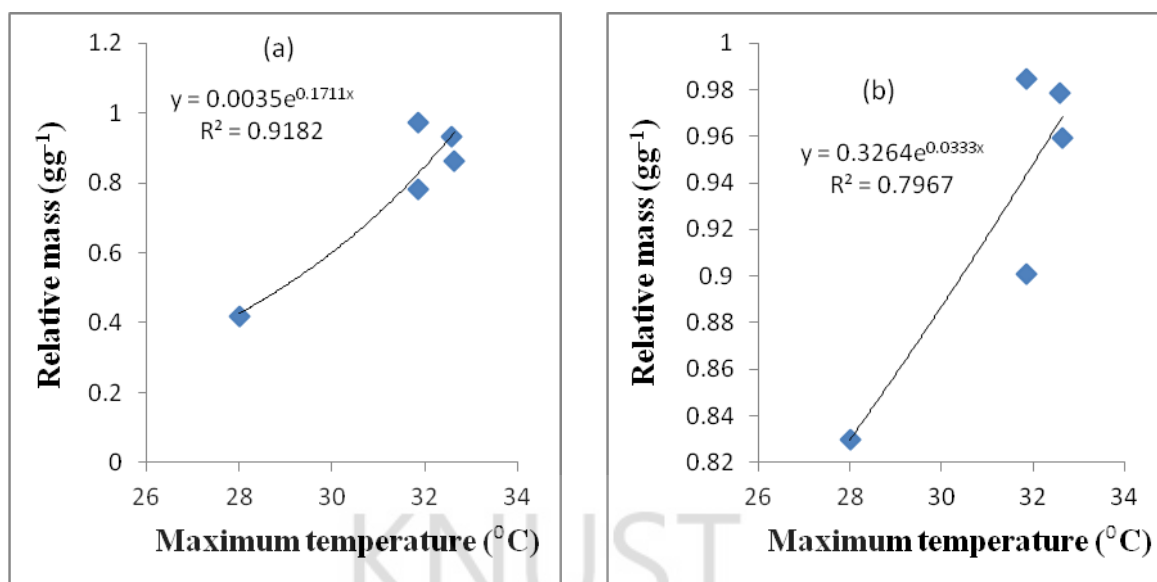 (a)
y = 0.0035e^0.1711x
R² = 0.9182
Relative mass (gg⁻¹)
1.2
1
0.8
0.6
0.4
0.2
0
26 28 30 32 34
Maximum temperature (⁰C)
(b)
y = 0.3264e^0.0333x
R² = 0.7967
Relative mass (gg⁻¹)
1
0.98
0.96
0.94
0.92
0.9
0.88
0.86
0.84
0.82
26 28 30 32 34
Maximum temperature (⁰C)
KNUST